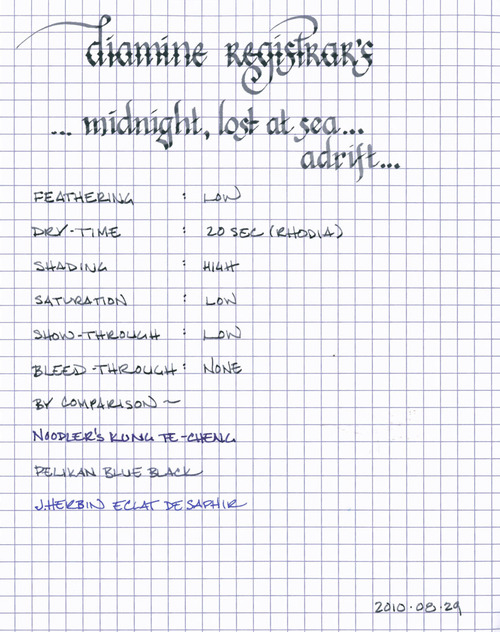 diamine registrar's
... midnight, lost at sea...
adrift...
FEATHERING : LOW
DRY-TIME : 20 SEC (RHODIA)
SHADING : HIGH
SATURATION : LOW
SHOW-THROUGH : LOW
BLEED-THROUGH : NONE
BY COMPARISON ~
NOODLER'S KUNG TE-CHENG
PELIKAN BLUE BLACK
J.HERBIN ECLAT DE SAPHIR
2010·08·29